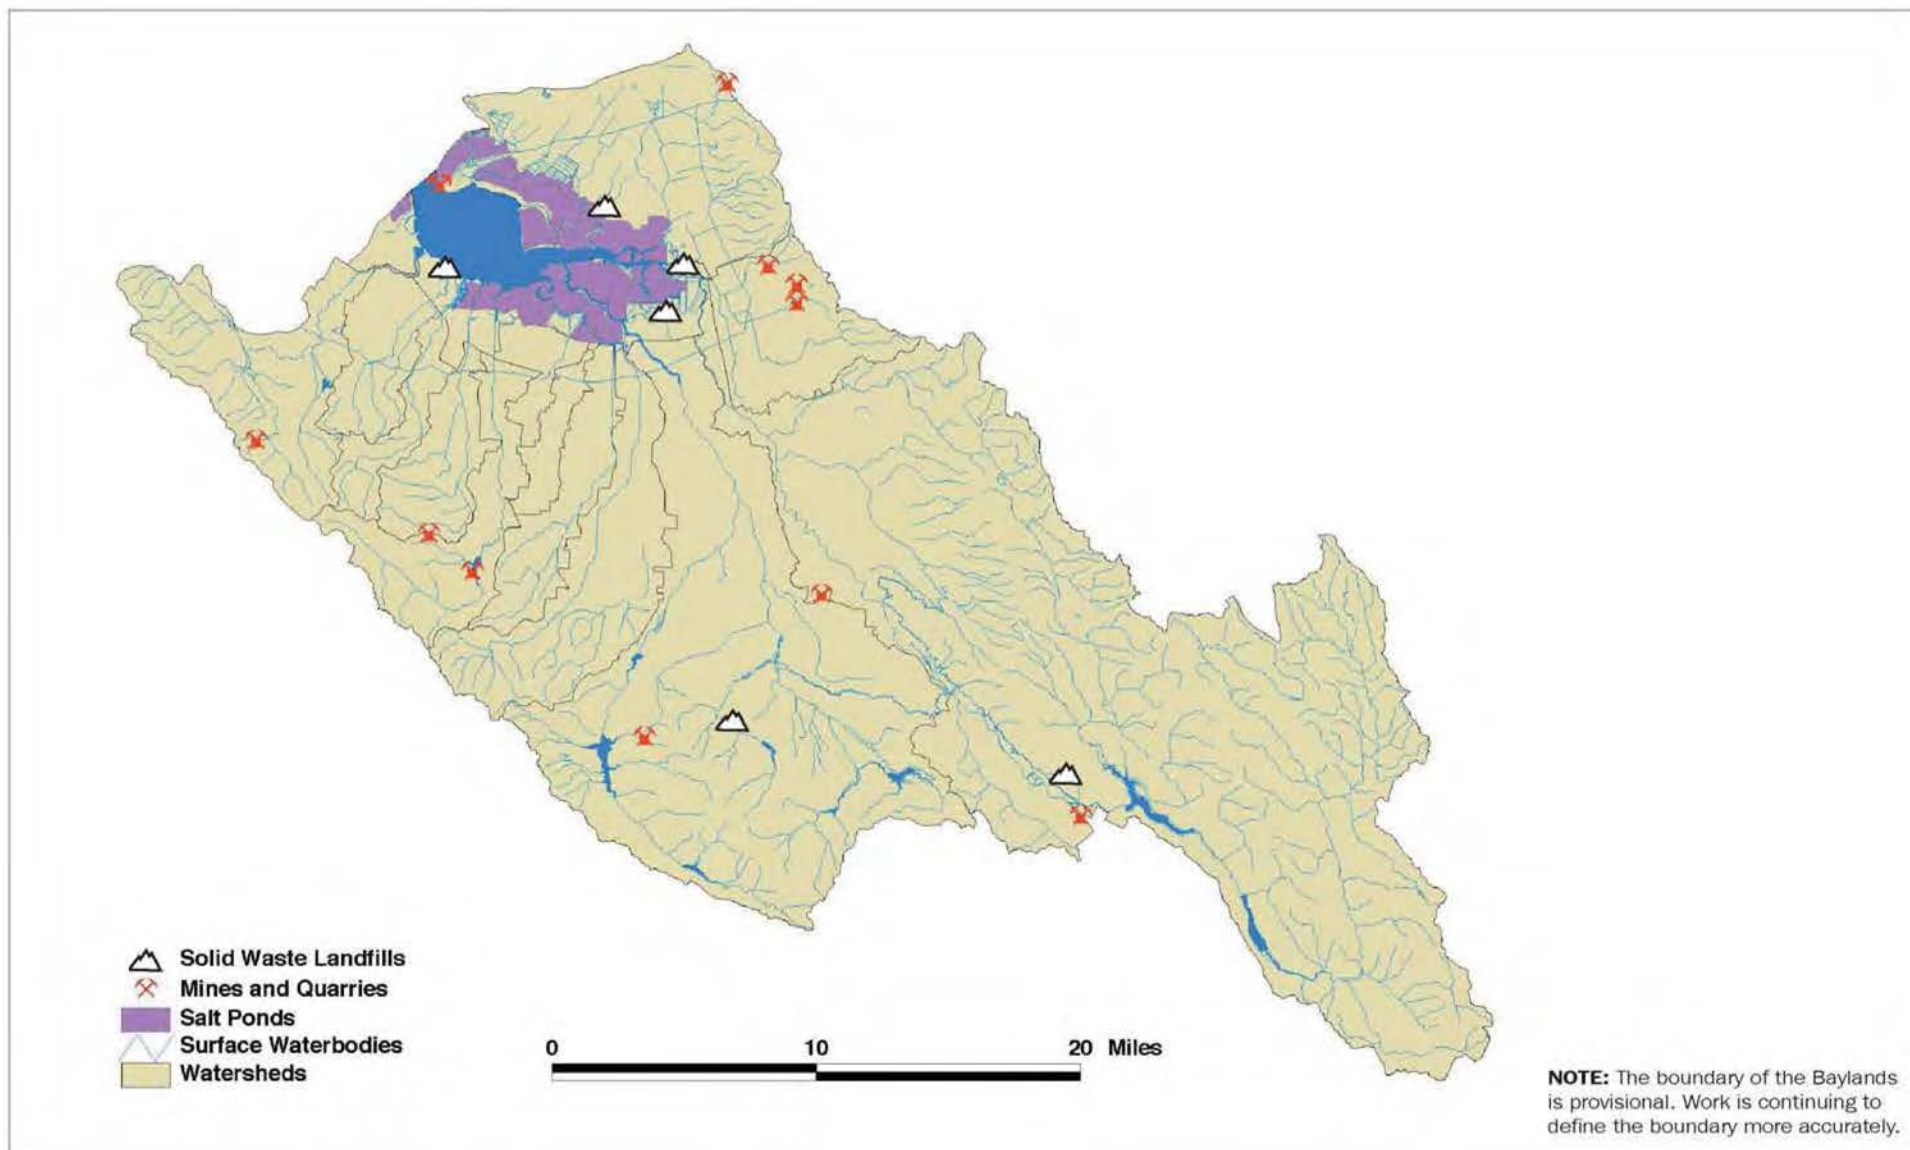 Solid Waste Landfills
Mines and Quarries
Salt Ponds
Surface Waterbodies
Watersheds
0 10 20 Miles
NOTE: The boundary of the Baylands
is provisional. Work is continuing to
define the boundary more accurately.